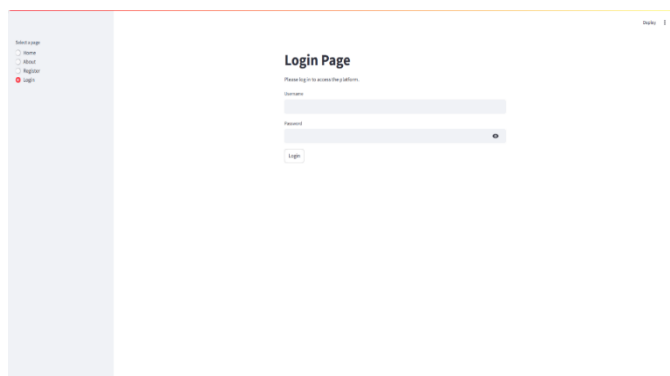 Deploy
Select a page
Home
About
Register
Login
Login Page
Please log in to access the platform.
Username
Password
Login